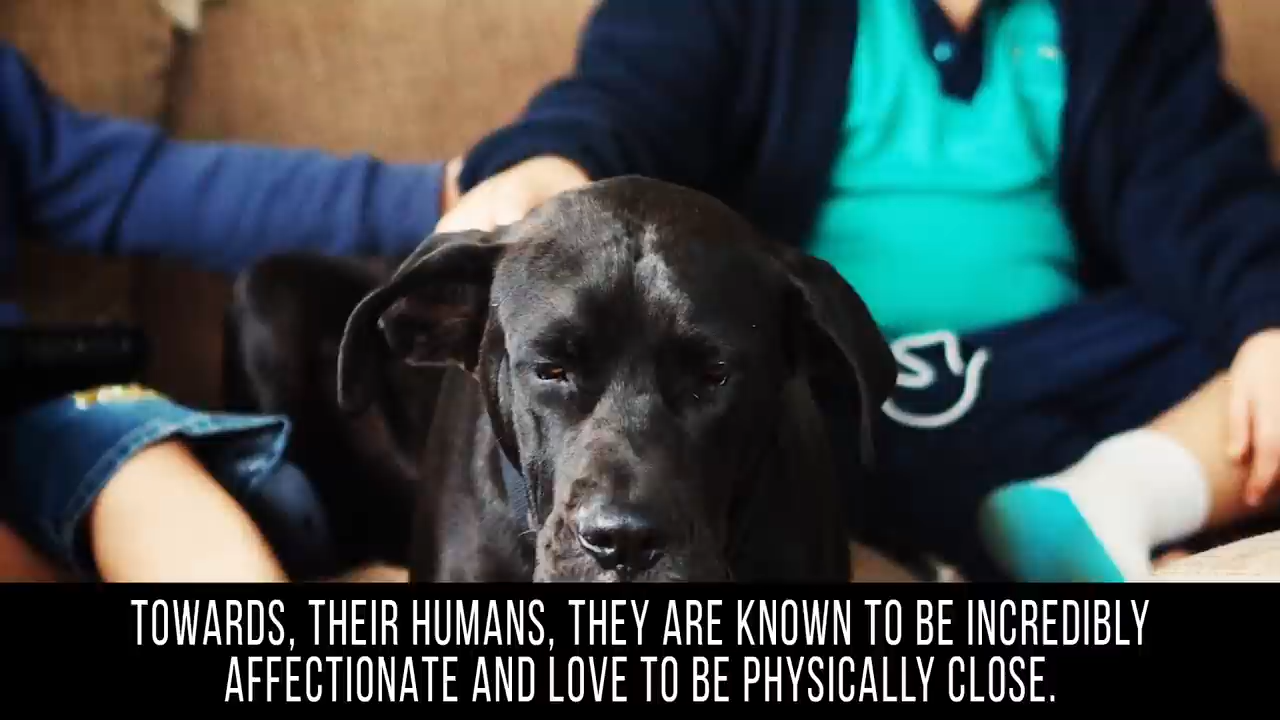 TOWARDS, THEIR HUMANS, THEY ARE KNOWN TO BE INCREDIBLY
AFFECTIONATE AND LOVE TO BE PHYSICALLY CLOSE.